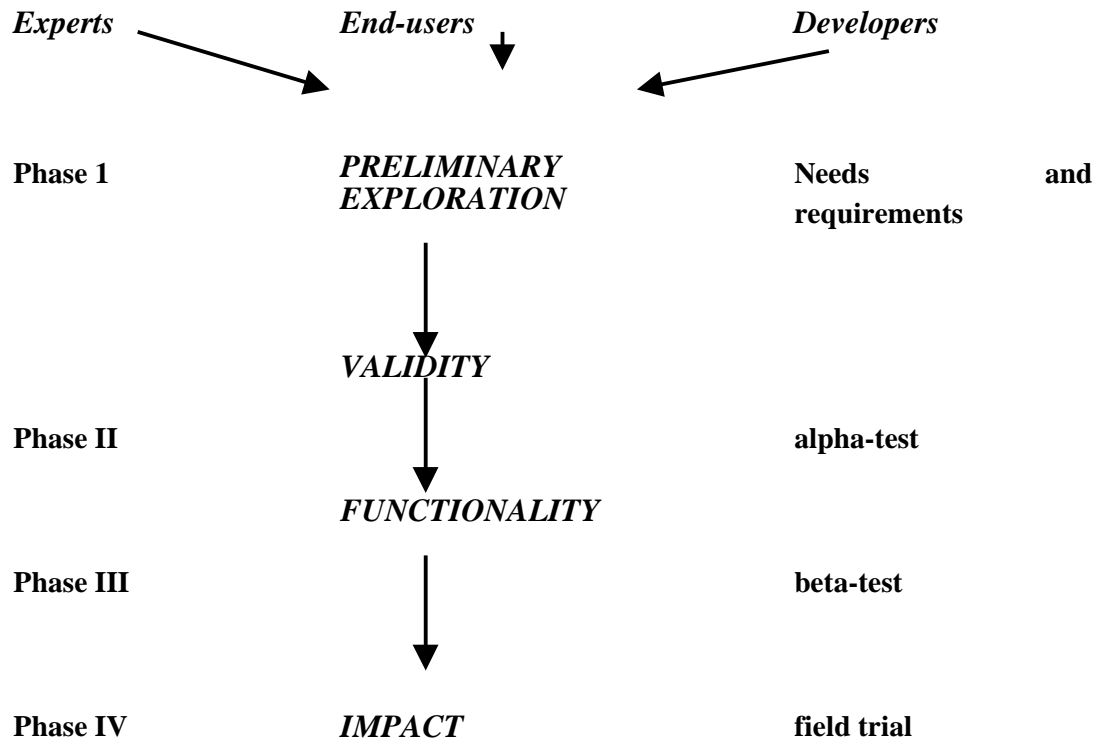 Experts End-users Developers
Phase 1 PRELIMINARY Needs and
EXPLORATION requirements
VALIDITY
Phase II alpha-test
FUNCTIONALITY
Phase III beta-test
Phase IV IMPACT field trial